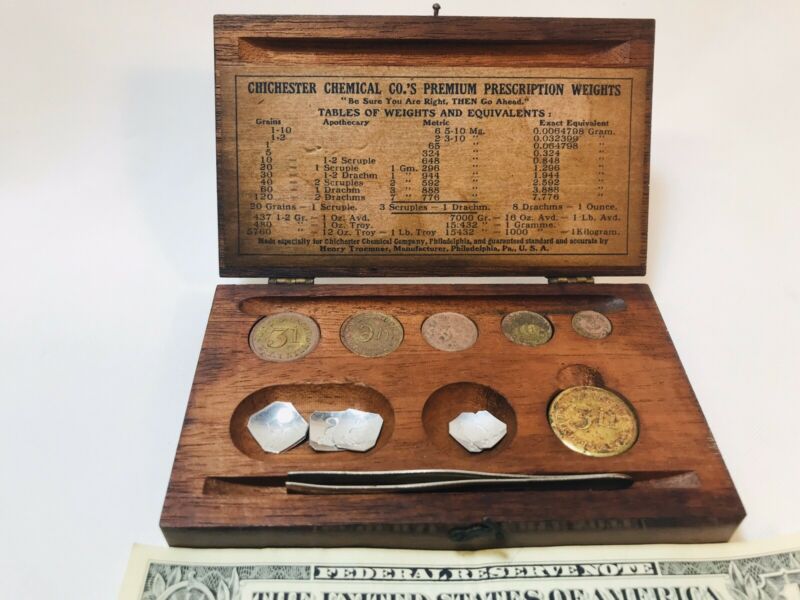 CHICHESTER CHEMICAL CO.'S PREMIUM PRESCRIPTION WEIGHTS
"Be Sure You Are Right, THEN Go Ahead."
TABLES OF WEIGHTS AND EQUIVALENTS:
Grains Apothecary Metric Exact Equivalent
1-10 6 5-10 Mg. 0.0064798 Gram.
1-2 2 3-10 " 0.032399 "
1 65 " 0.064798 "
5 324 " 0.324 "
10 " 1-2 Scruple 648 " 0.648 "
20 " 1 Scruple 1 Gm. 296 " 1.296 "
30 " 1-2 Drachm 1 " 944 " 1.944 "
40 " 2 Scruples 2 " 592 " 2.592 "
60 " 1 Drachm 3 " 888 " 3.888 "
120 " 2 Drachms 7 " 776 " 7.776 "
20 Grains — 1 Scruple. 3 Scruples — 1 Drachm. 8 Drachms — 1 Ounce.
437 1-2 Gr. — 1 Oz. Avd. 7000 Gr. — 16 Oz. Avd. — 1 Lb. Avd.
480 " — 1 Oz. Troy. 15.432 " — 1 Gramme.
5760 " — 12 Oz. Troy — 1 Lb. Troy 15432 " — 1000 " — 1 Kilogram.
Made especially for Chichester Chemical Company, Philadelphia, and guaranteed standard and accurate by
Henry Troemner, Manufacturer, Philadelphia, Pa., U. S. A.
FEDERAL RESERVE NOTE
THE UNITED STATES OF AMERICA